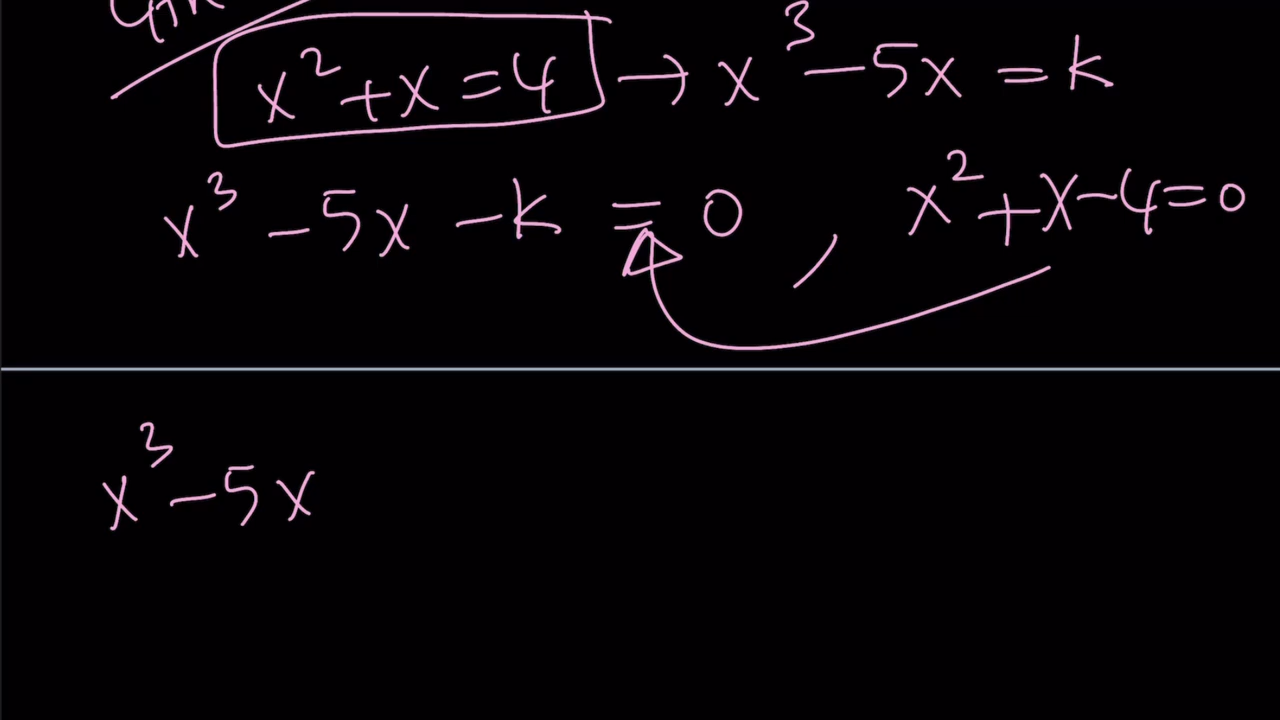 x² + x = 4 → x³ - 5x = k
x³ - 5x - k = 0 , x² + x - 4 = 0
x³ - 5x